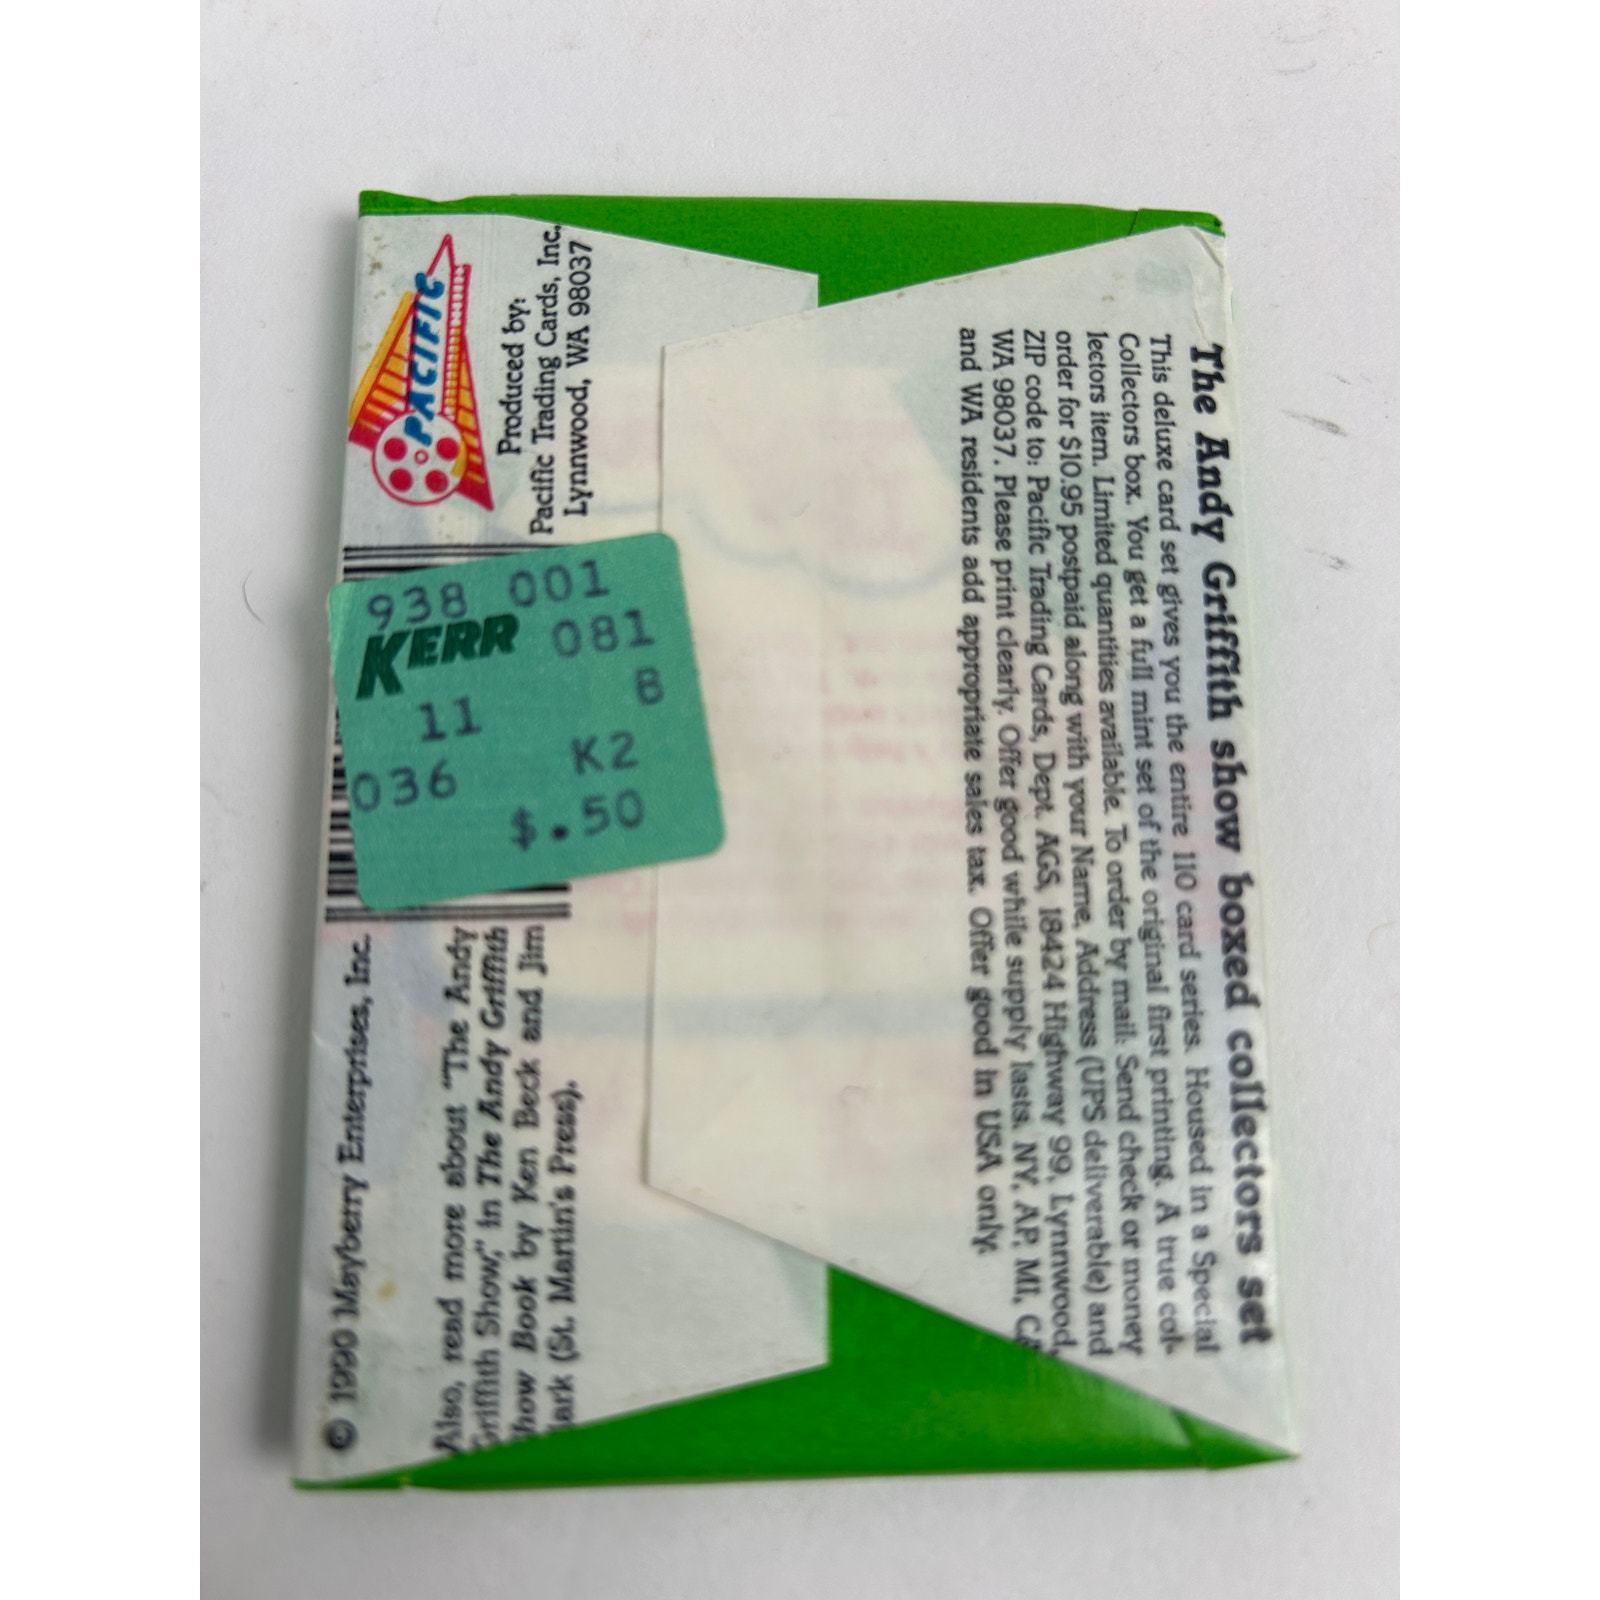 The Andy Griffith show boxed collectors set
This deluxe card set gives you the entire 110 card series. Housed in a Special
Collectors box. You get a full mint set of the original first printing. A true col-
lectors item. Limited quantities available. To order by mail: Send check or money
order for $10.95 postpaid along with your Name, Address (UPS deliverable) and
ZIP code to: Pacific Trading Cards, Dept. AGS, 18424 Highway 99, Lynnwood,
WA 98037. Please print clearly. Offer good while supply lasts. NY, AP, MI, CA
and WA residents add appropriate sales tax. Offer good in USA only.
PACIFIC
Produced by:
Pacific Trading Cards, Inc.
Lynnwood, WA 98037
938 001
KERR 081
B
11
K2
036
$.50
© 1990 Mayberry Enterprises, Inc.
Also, read more about "The Andy
Griffith Show," in The Andy Griffith
Show Book by Ken Beck and Jim
lark (St. Martin's Press).